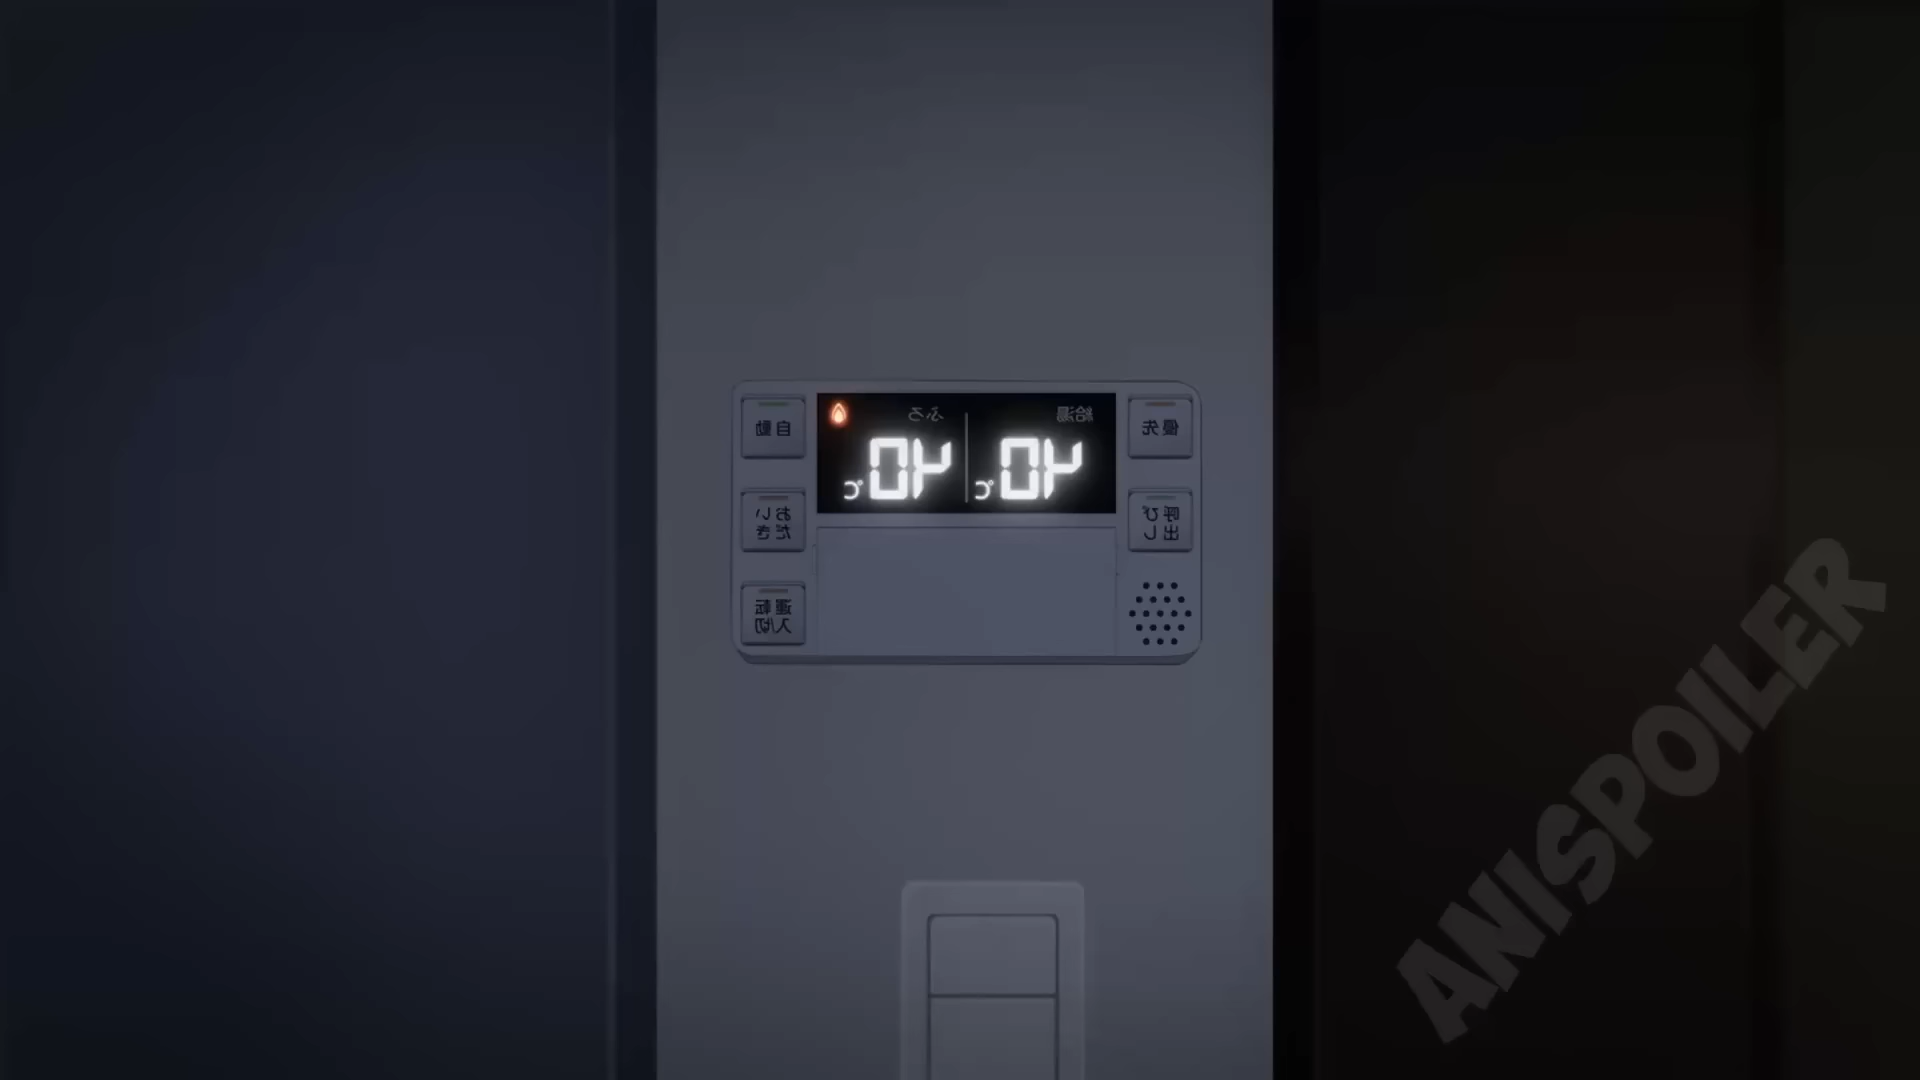 給湯
ふろ
40℃
40℃
優先
呼び出し
自動
おいだき
運転
入/切
ANISPOILER